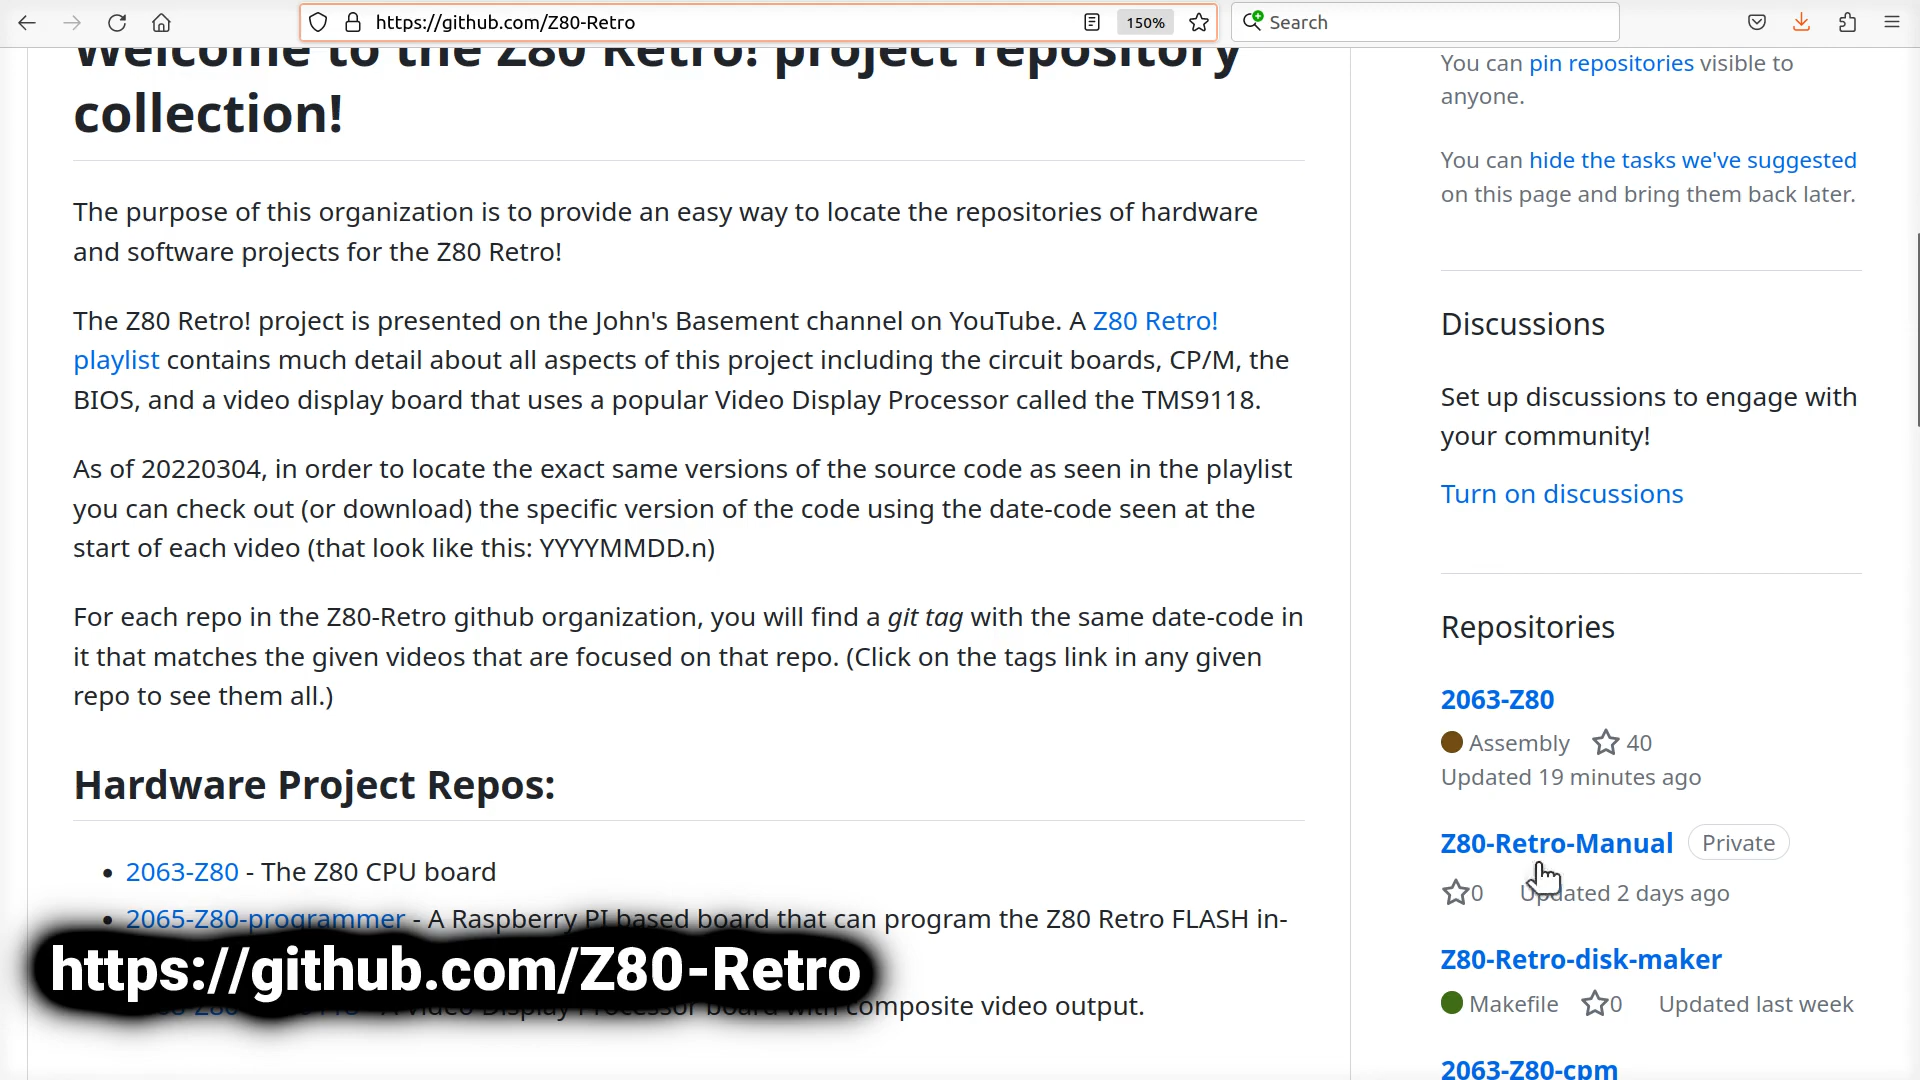 https://github.com/Z80-Retro
150%
Search
Welcome to the Z80 Retro! project repository
collection!
The purpose of this organization is to provide an easy way to locate the repositories of hardware
and software projects for the Z80 Retro!
The Z80 Retro! project is presented on the John's Basement channel on YouTube. A Z80 Retro!
playlist contains much detail about all aspects of this project including the circuit boards, CP/M, the
BIOS, and a video display board that uses a popular Video Display Processor called the TMS9118.
As of 20220304, in order to locate the exact same versions of the source code as seen in the playlist
you can check out (or download) the specific version of the code using the date-code seen at the
start of each video (that look like this: YYYYMMDD.n)
For each repo in the Z80-Retro github organization, you will find a git tag with the same date-code in
it that matches the given videos that are focused on that repo. (Click on the tags link in any given
repo to see them all.)
Hardware Project Repos:
2063-Z80 - The Z80 CPU board
2065-Z80-programmer - A Raspberry PI based board that can program the Z80 Retro FLASH in-
A Video Display Processor board with composite video output.
https://github.com/Z80-Retro
You can pin repositories visible to
anyone.
You can hide the tasks we've suggested
on this page and bring them back later.
Discussions
Set up discussions to engage with
your community!
Turn on discussions
Repositories
2063-Z80
Assembly 40
Updated 19 minutes ago
Z80-Retro-Manual Private
0 Updated 2 days ago
Z80-Retro-disk-maker
Makefile 0 Updated last week
2063-Z80-cpm